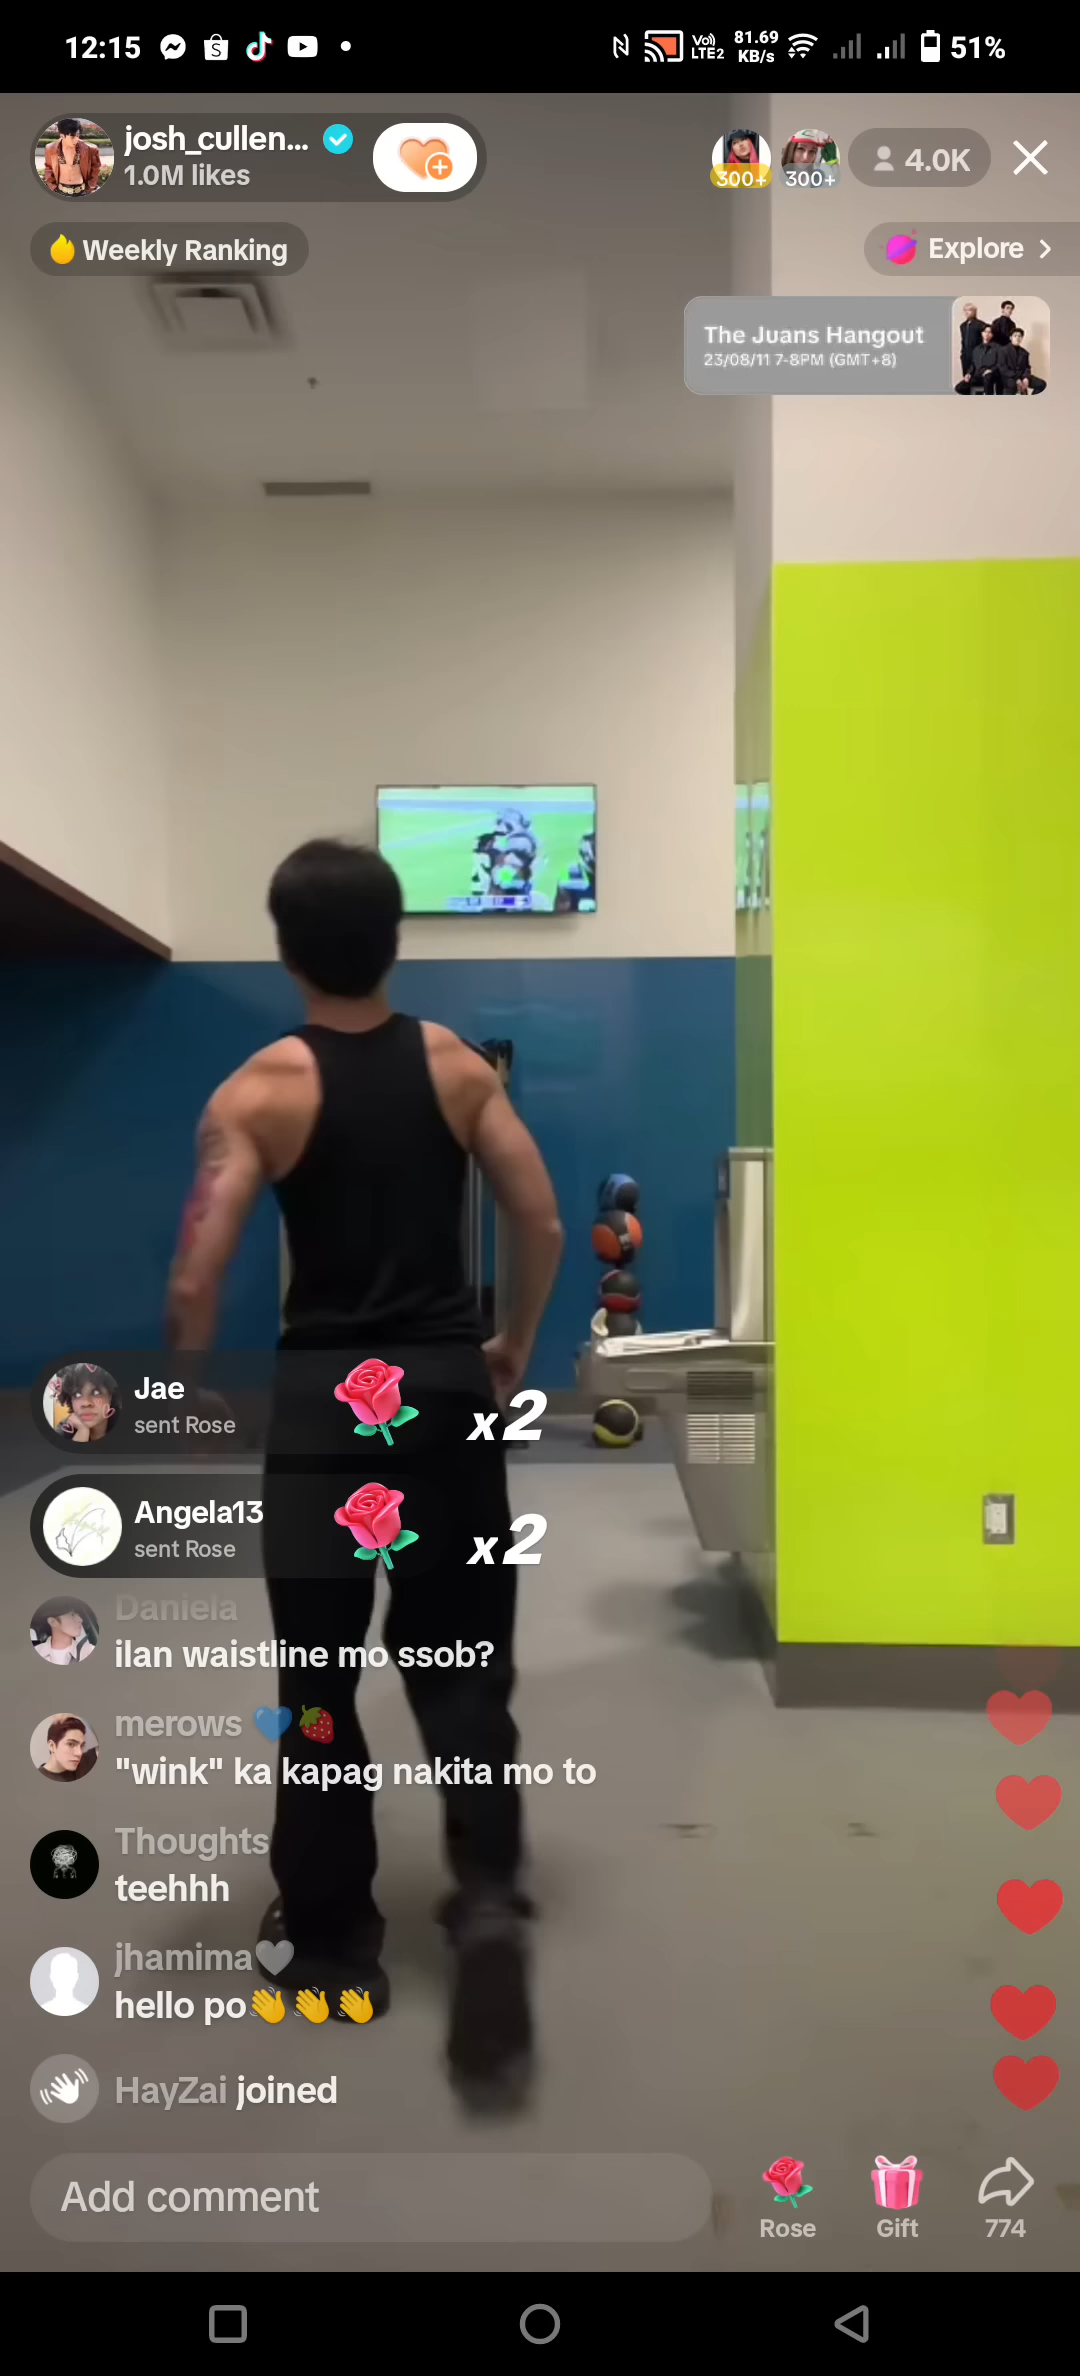 12:15
Vo))
LTE2
81.69
KB/s
51%
josh_cullen...
1.0M likes
300+
300+
4.0K
Weekly Ranking
Explore
The Juans Hangout
23/08/11 7-8PM (GMT+8)
Jae
sent Rose
x2
Angela13
sent Rose
x2
Daniela
ilan waistline mo ssob?
merows 💙🍓
"wink" ka kapag nakita mo to
Thoughts
teehhh
jhamima🩶
hello po👋👋👋
HayZai joined
Add comment
Rose
Gift
774